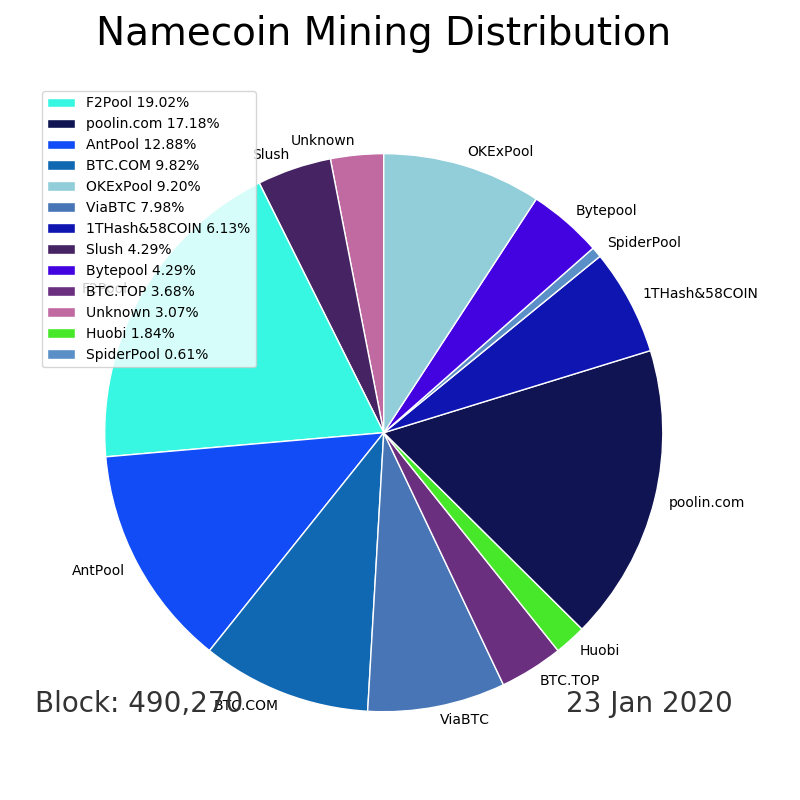 Namecoin Mining Distribution
F2Pool 19.02%
poolin.com 17.18%
AntPool 12.88%
BTC.COM 9.82%
OKExPool 9.20%
ViaBTC 7.98%
1THash&58COIN 6.13%
Slush 4.29%
Bytepool 4.29%
BTC.TOP 3.68%
Unknown 3.07%
Huobi 1.84%
SpiderPool 0.61%
Unknown
Slush
OKExPool
Bytepool
SpiderPool
1THash&58COIN
F2Pool
poolin.com
AntPool
Huobi
BTC.TOP
BTC.COM
ViaBTC
Block: 490,270
23 Jan 2020